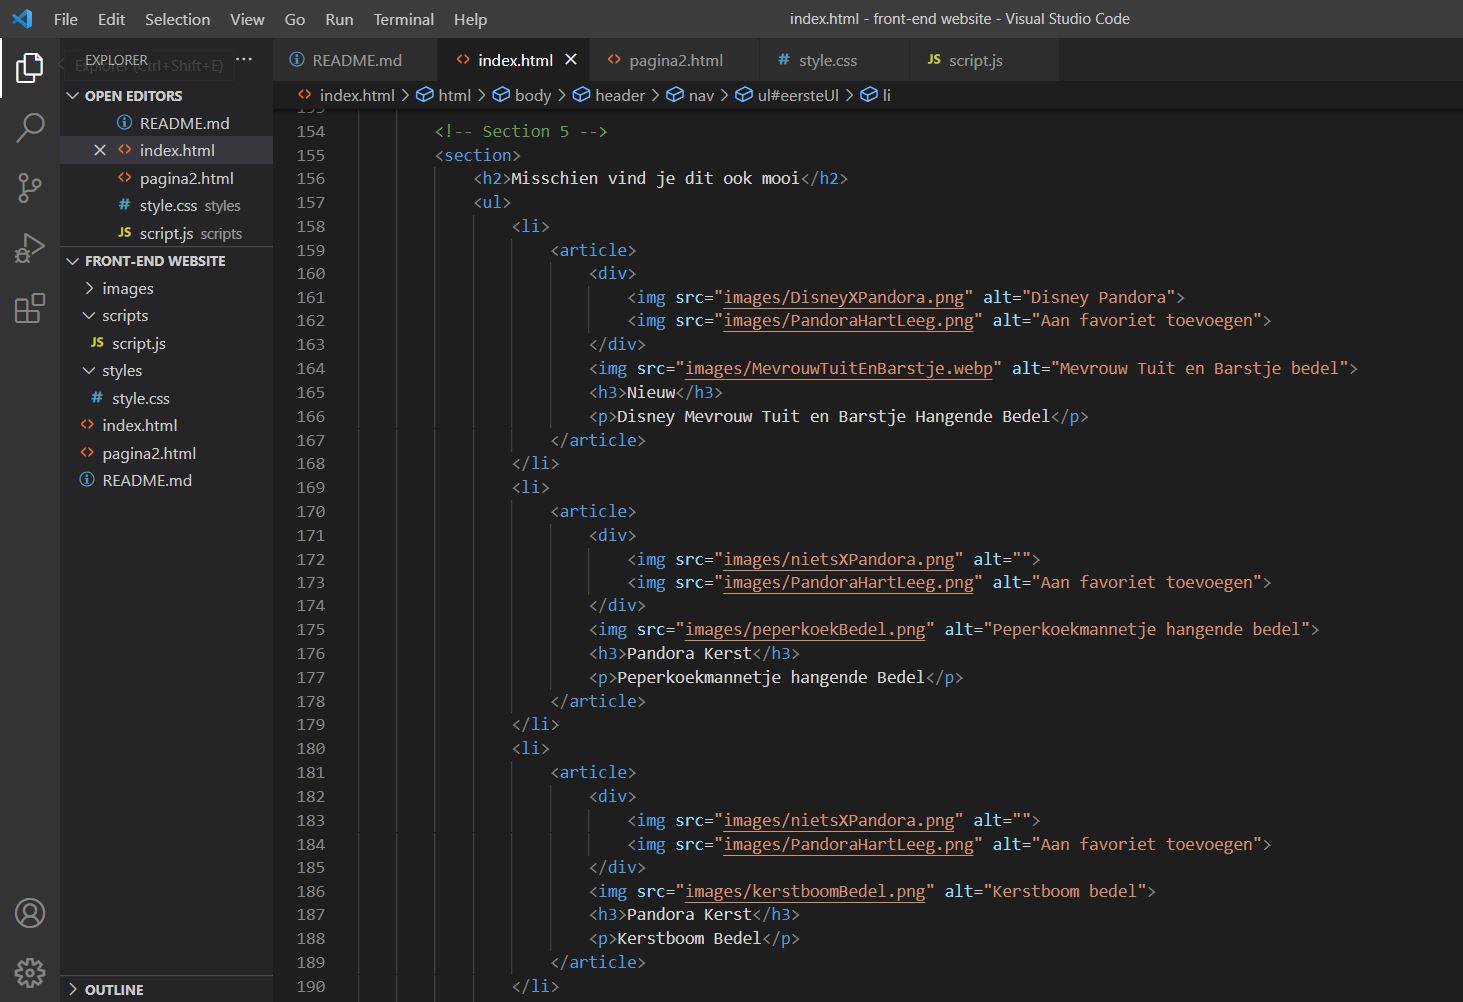 File Edit Selection View Go Run Terminal Help
index.html - front-end website - Visual Studio Code
EXPLORER
Explorer (Ctrl+Shift+E)
OPEN EDITORS
README.md
index.html
pagina2.html
style.css styles
script.js scripts
FRONT-END WEBSITE
images
scripts
script.js
styles
style.css
index.html
pagina2.html
README.md
OUTLINE
README.md index.html pagina2.html style.css script.js
index.html > html > body > header > nav > ul#eersteUl > li
153
154 <!-- Section 5 -->
155 <section>
156 <h2>Misschien vind je dit ook mooi</h2>
157 <ul>
158 <li>
159 <article>
160 <div>
161 <img src="images/DisneyXPandora.png" alt="Disney Pandora">
162 <img src="images/PandoraHartLeeg.png" alt="Aan favoriet toevoegen">
163 </div>
164 <img src="images/MevrouwTuitEnBarstje.webp" alt="Mevrouw Tuit en Barstje bedel">
165 <h3>Nieuw</h3>
166 <p>Disney Mevrouw Tuit en Barstje Hangende Bedel</p>
167 </article>
168 </li>
169 <li>
170 <article>
171 <div>
172 <img src="images/nietsXPandora.png" alt="">
173 <img src="images/PandoraHartLeeg.png" alt="Aan favoriet toevoegen">
174 </div>
175 <img src="images/peperkoekBedel.png" alt="Peperkoekmannetje hangende bedel">
176 <h3>Pandora Kerst</h3>
177 <p>Peperkoekmannetje hangende Bedel</p>
178 </article>
179 </li>
180 <li>
181 <article>
182 <div>
183 <img src="images/nietsXPandora.png" alt="">
184 <img src="images/PandoraHartLeeg.png" alt="Aan favoriet toevoegen">
185 </div>
186 <img src="images/kerstboomBedel.png" alt="Kerstboom bedel">
187 <h3>Pandora Kerst</h3>
188 <p>Kerstboom Bedel</p>
189 </article>
190 </li>